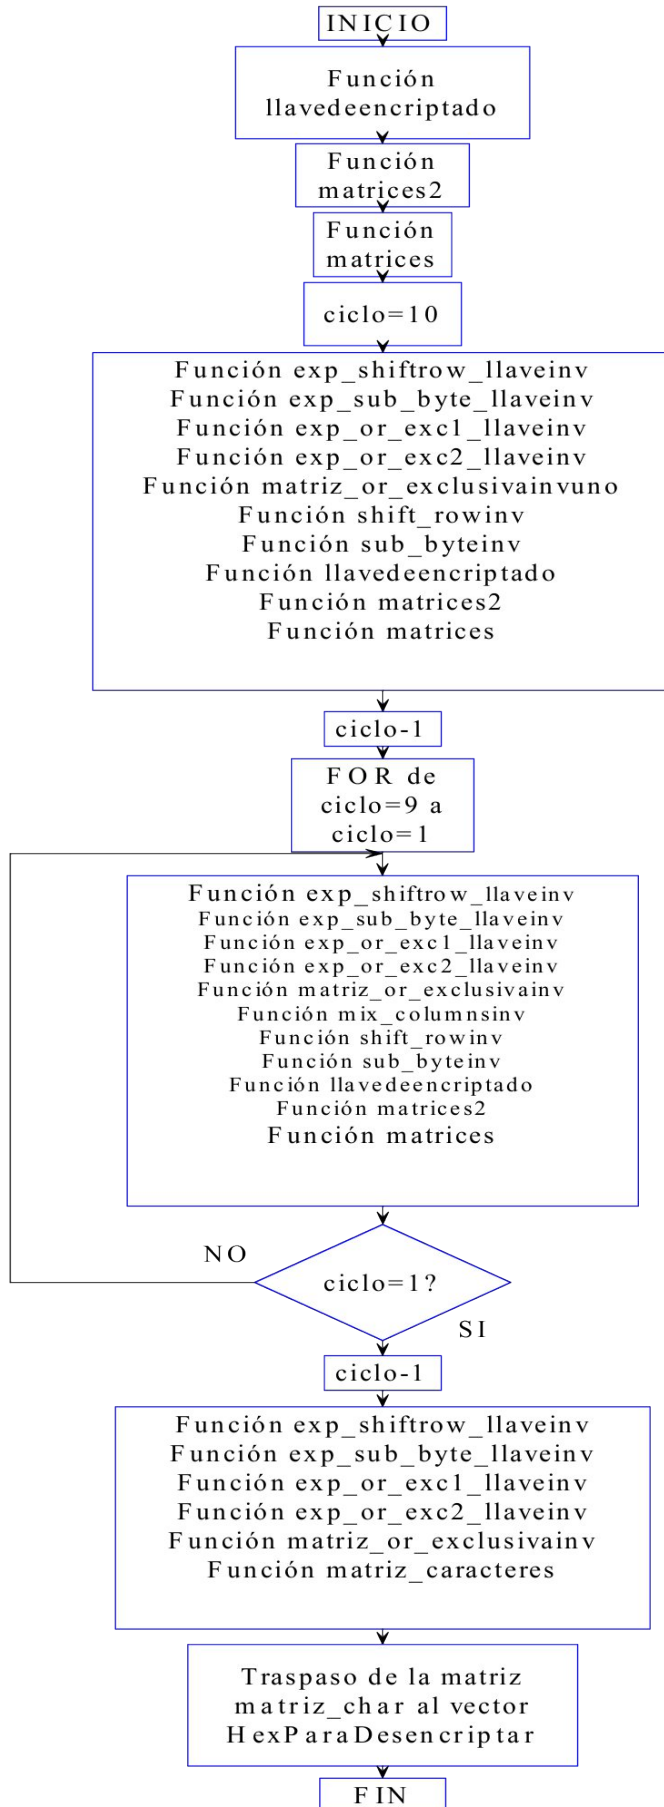 INICIO
Función
llavedeencriptado
Función
matrices2
Función
matrices
ciclo=10
Función exp_shiftrow_llaveinv
Función exp_sub_byte_llaveinv
Función exp_or_exc1_llaveinv
Función exp_or_exc2_llaveinv
Función matriz_or_exclusivainvuno
Función shift_rowinv
Función sub_byteinv
Función llavedeencriptado
Función matrices2
Función matrices
ciclo-1
FOR de
ciclo=9 a
ciclo=1
Función exp_shiftrow_llaveinv
Función exp_sub_byte_llaveinv
Función exp_or_exc1_llaveinv
Función exp_or_exc2_llaveinv
Función matriz_or_exclusivainv
Función mix_columnsinv
Función shift_rowinv
Función sub_byteinv
Función llavedeencriptado
Función matrices2
Función matrices
NO
ciclo=1?
SI
ciclo-1
Función exp_shiftrow_llaveinv
Función exp_sub_byte_llaveinv
Función exp_or_exc1_llaveinv
Función exp_or_exc2_llaveinv
Función matriz_or_exclusivainv
Función matriz_caracteres
Traspaso de la matriz
matriz_char al vector
HexParaDesencriptar
FIN